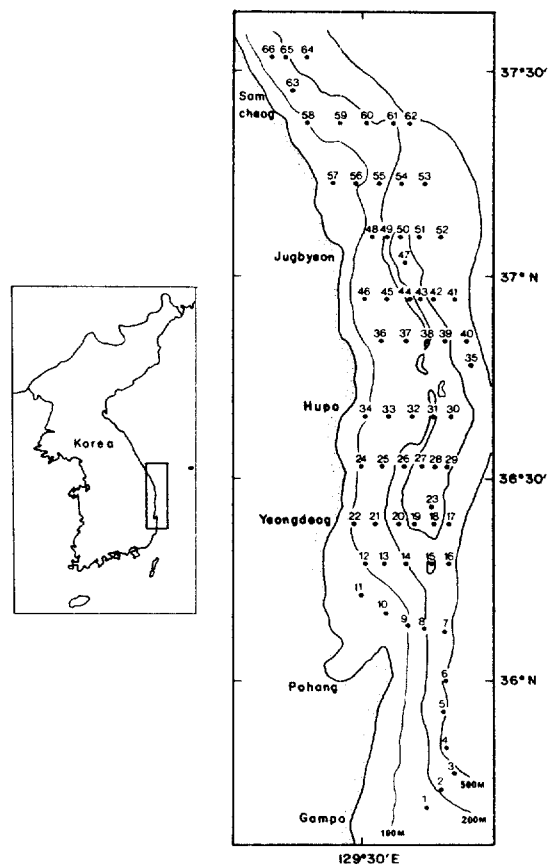 66 65 64
37°30'
63
Sam
cheog
58 59 60 61 62
57 56 55 54 53
48 49 50 51 52
47
Jugbyeon
37°N
46 45 44 43 42 41
36 37 38 39 40
35
Hupo
34 33 32 31 30
Korea
24 25 26 27 28 29
36°30'
23
Yeongdeog
22 21 20 19 18 17
12 13 14 15 16
11
10
9 8 7
6
36°N
Pohang
5
4
3
500M
2
1
200M
Gampo
100M
129°30'E